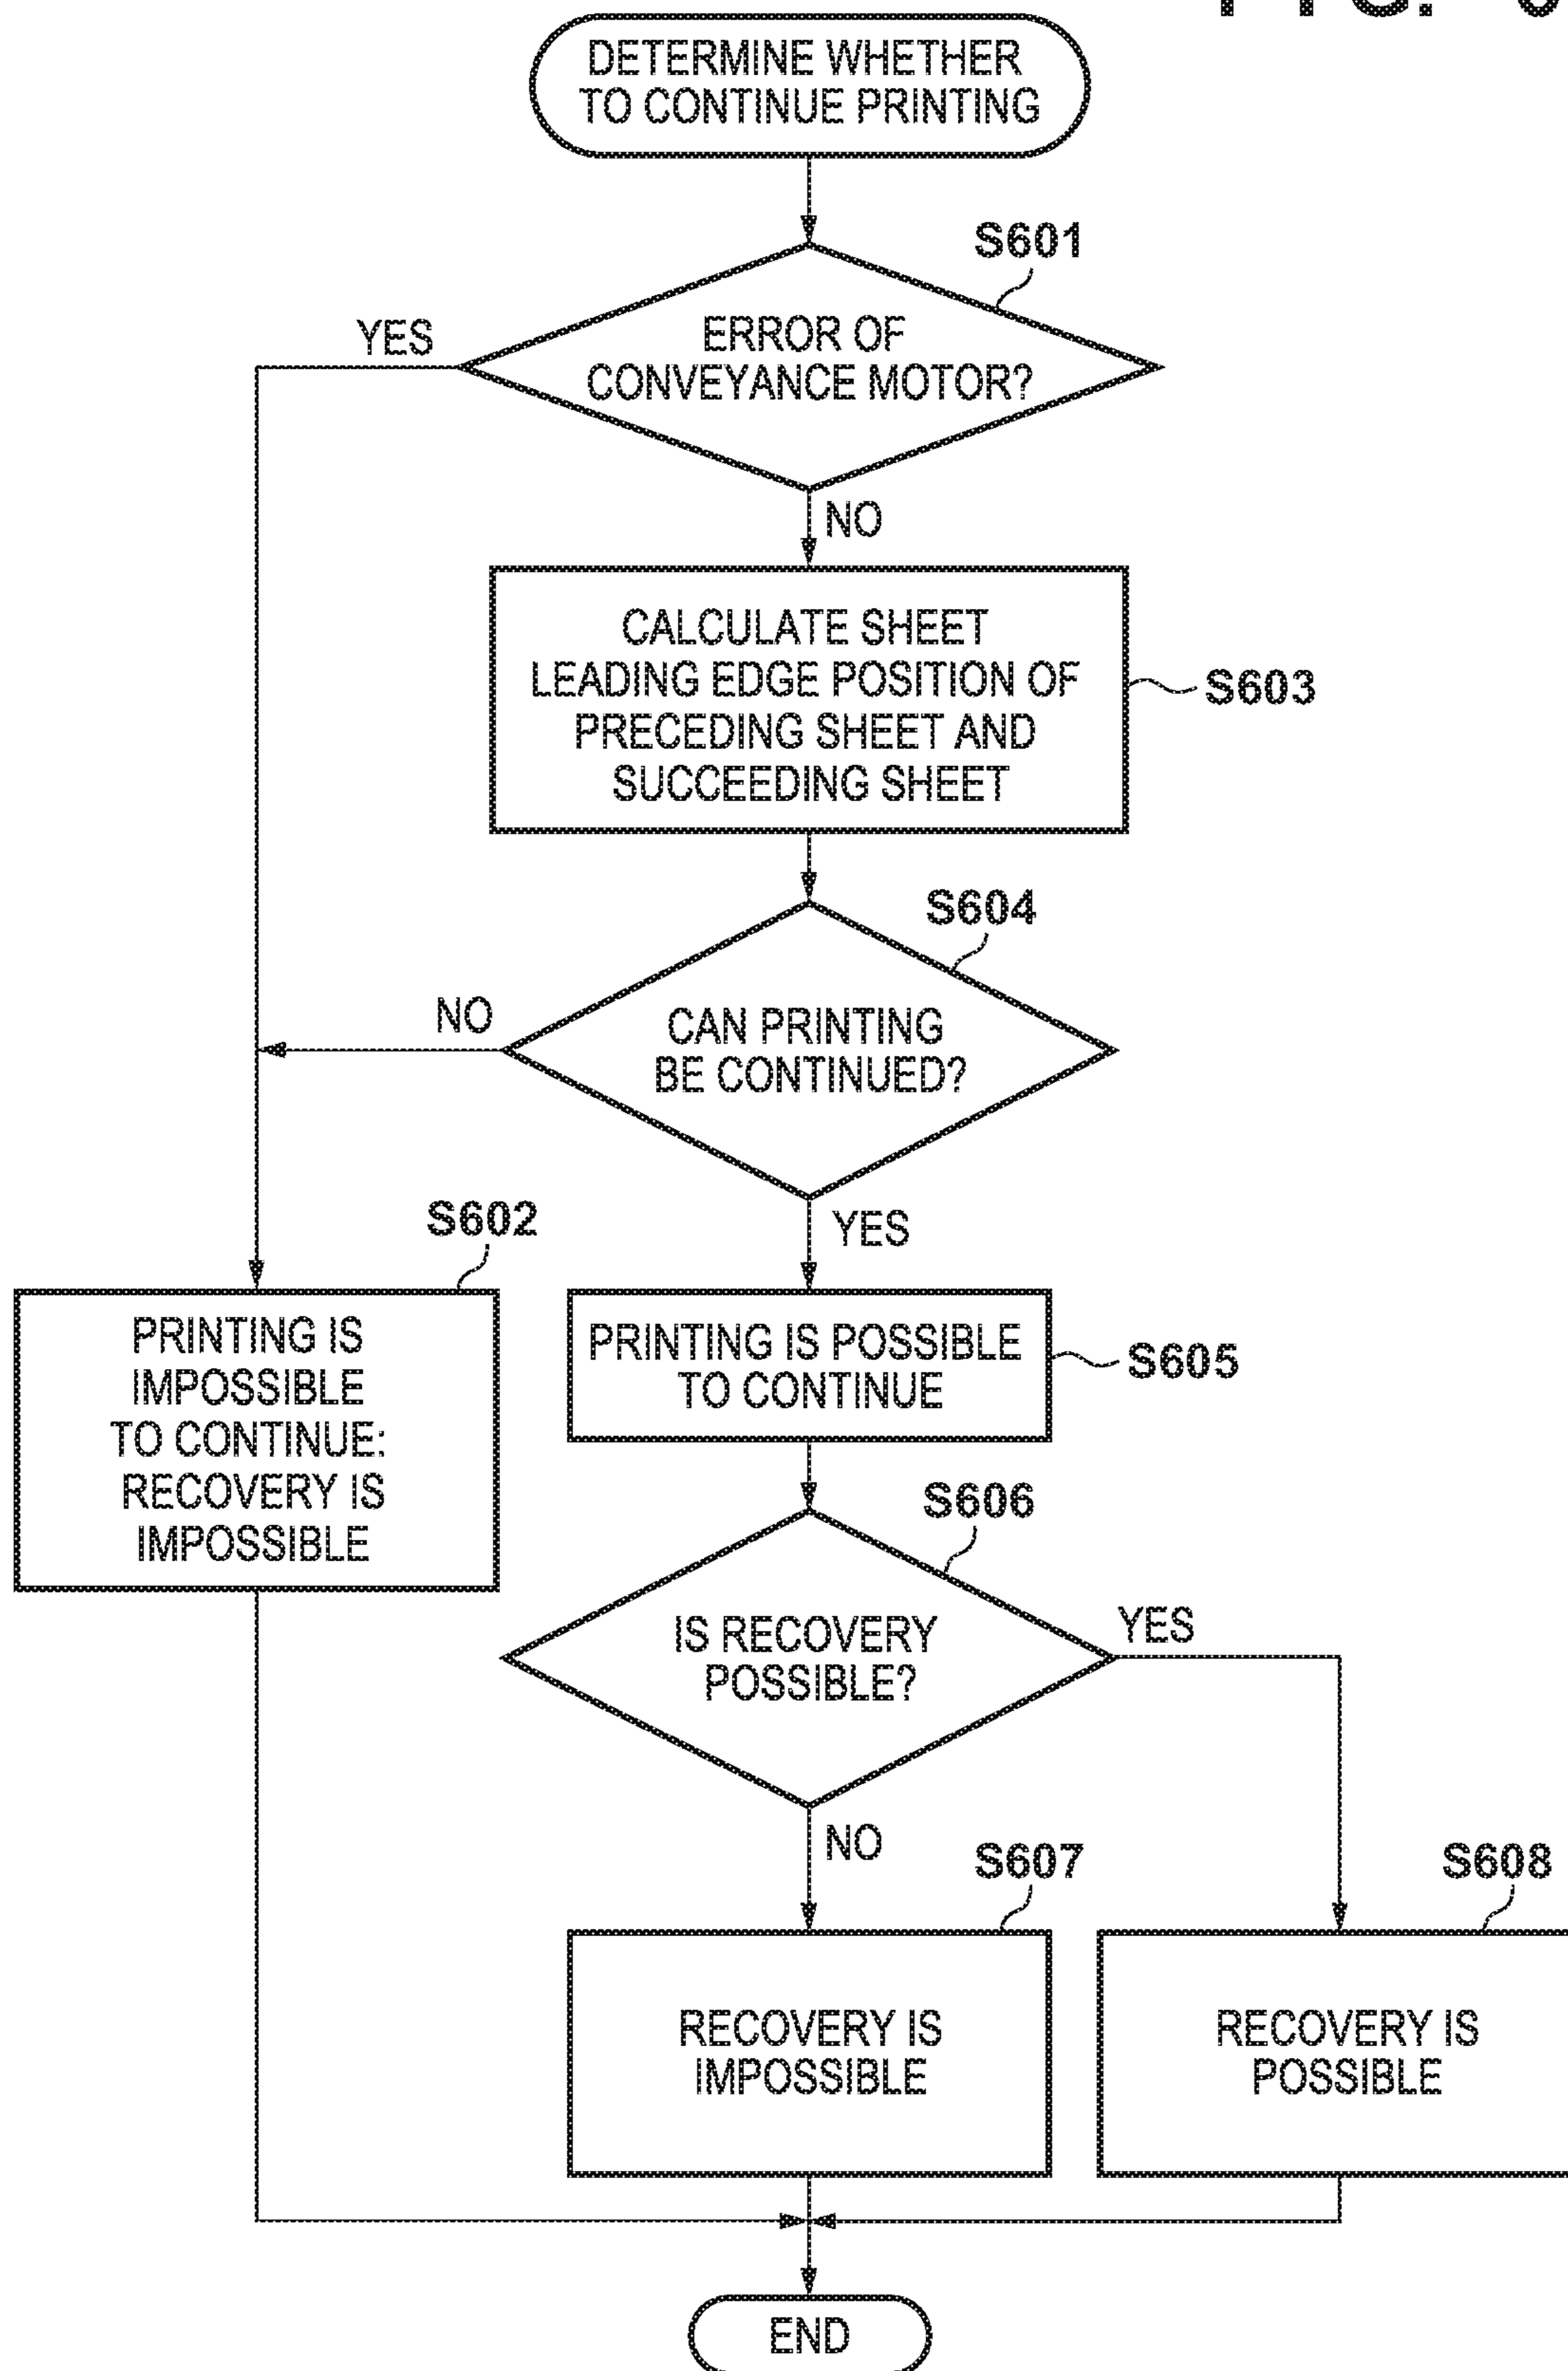 DETERMINE WHETHER
TO CONTINUE PRINTING
S601
YES
ERROR OF
CONVEYANCE MOTOR?
NO
CALCULATE SHEET
LEADING EDGE POSITION OF
PRECEDING SHEET AND
SUCCEEDING SHEET
S603
S604
NO
CAN PRINTING
BE CONTINUED?
YES
S602
PRINTING IS
IMPOSSIBLE
TO CONTINUE:
RECOVERY IS
IMPOSSIBLE
PRINTING IS POSSIBLE
TO CONTINUE
S605
S606
IS RECOVERY
POSSIBLE?
YES
NO
S607
RECOVERY IS
IMPOSSIBLE
S608
RECOVERY IS
POSSIBLE
END